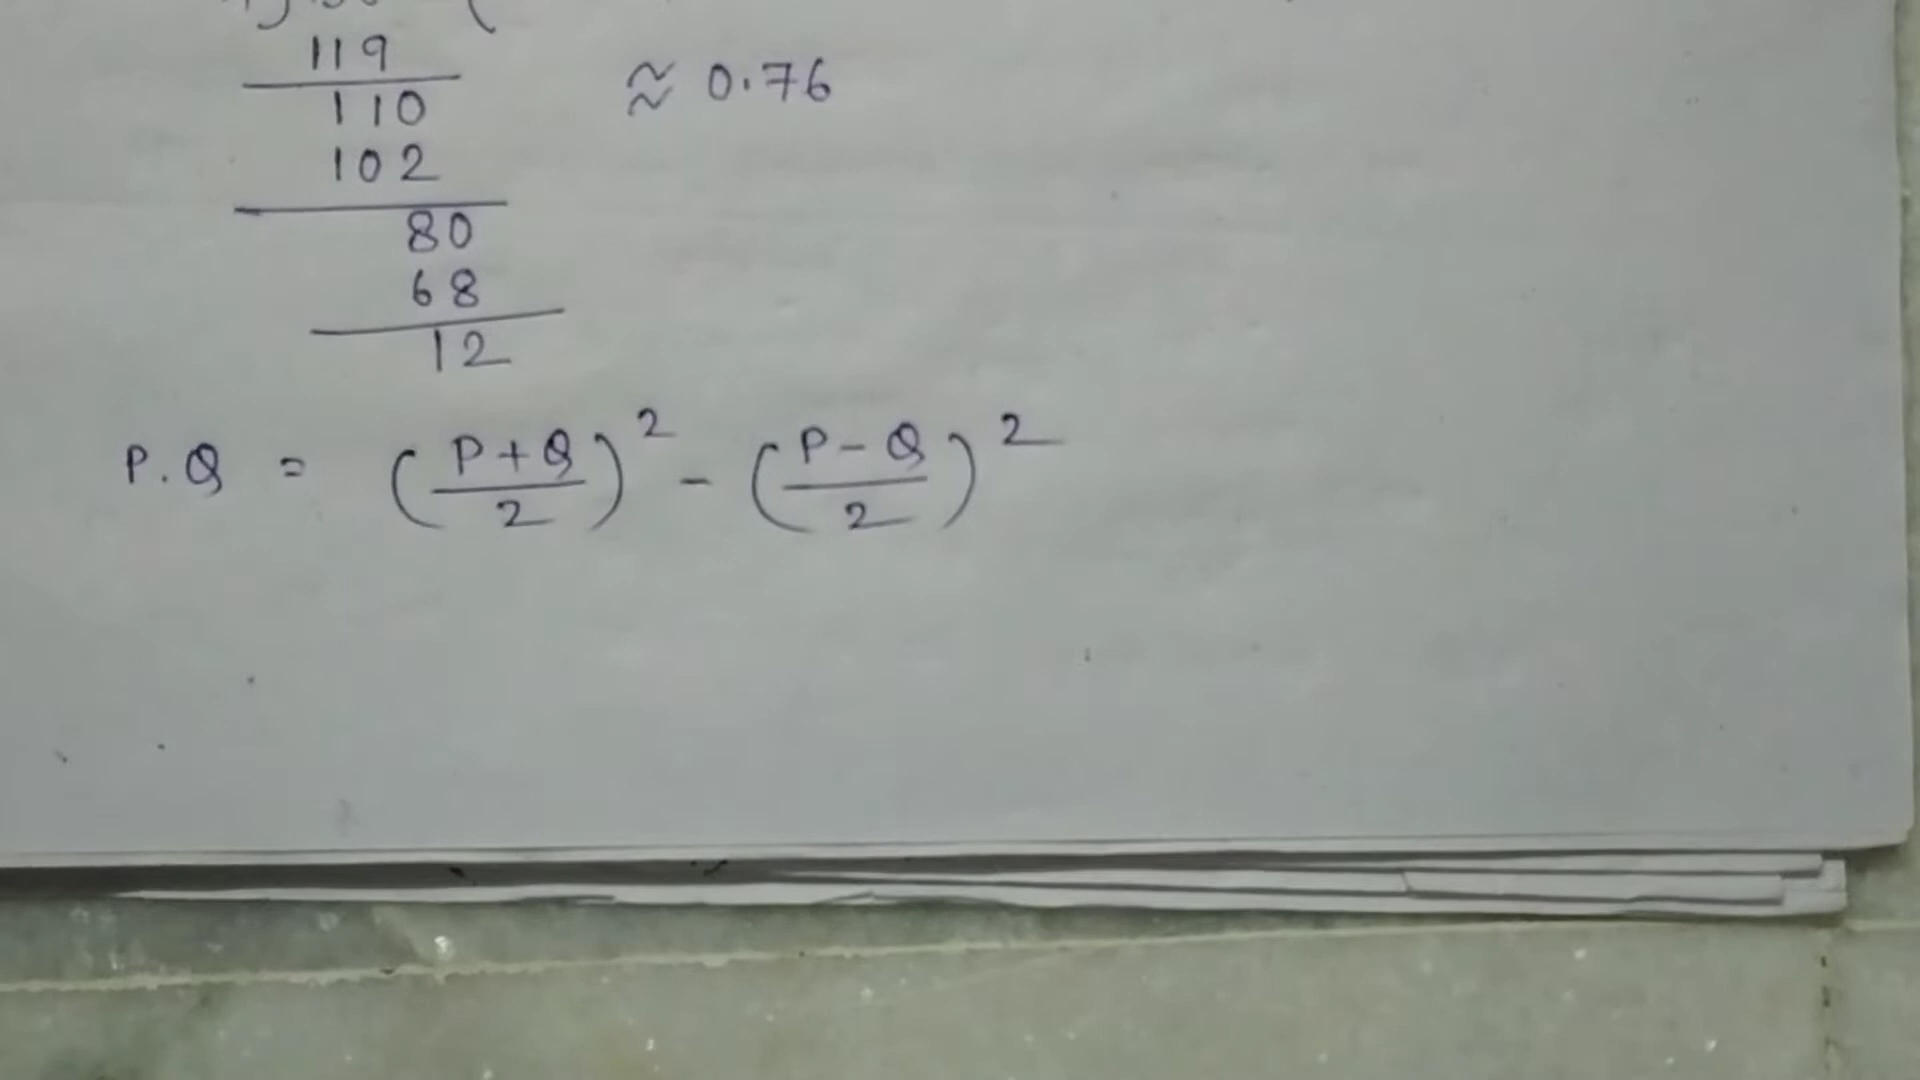 119
110 ≈ 0.76
102
80
68
12
P.Q = (P+Q/2)² - (P-Q/2)²